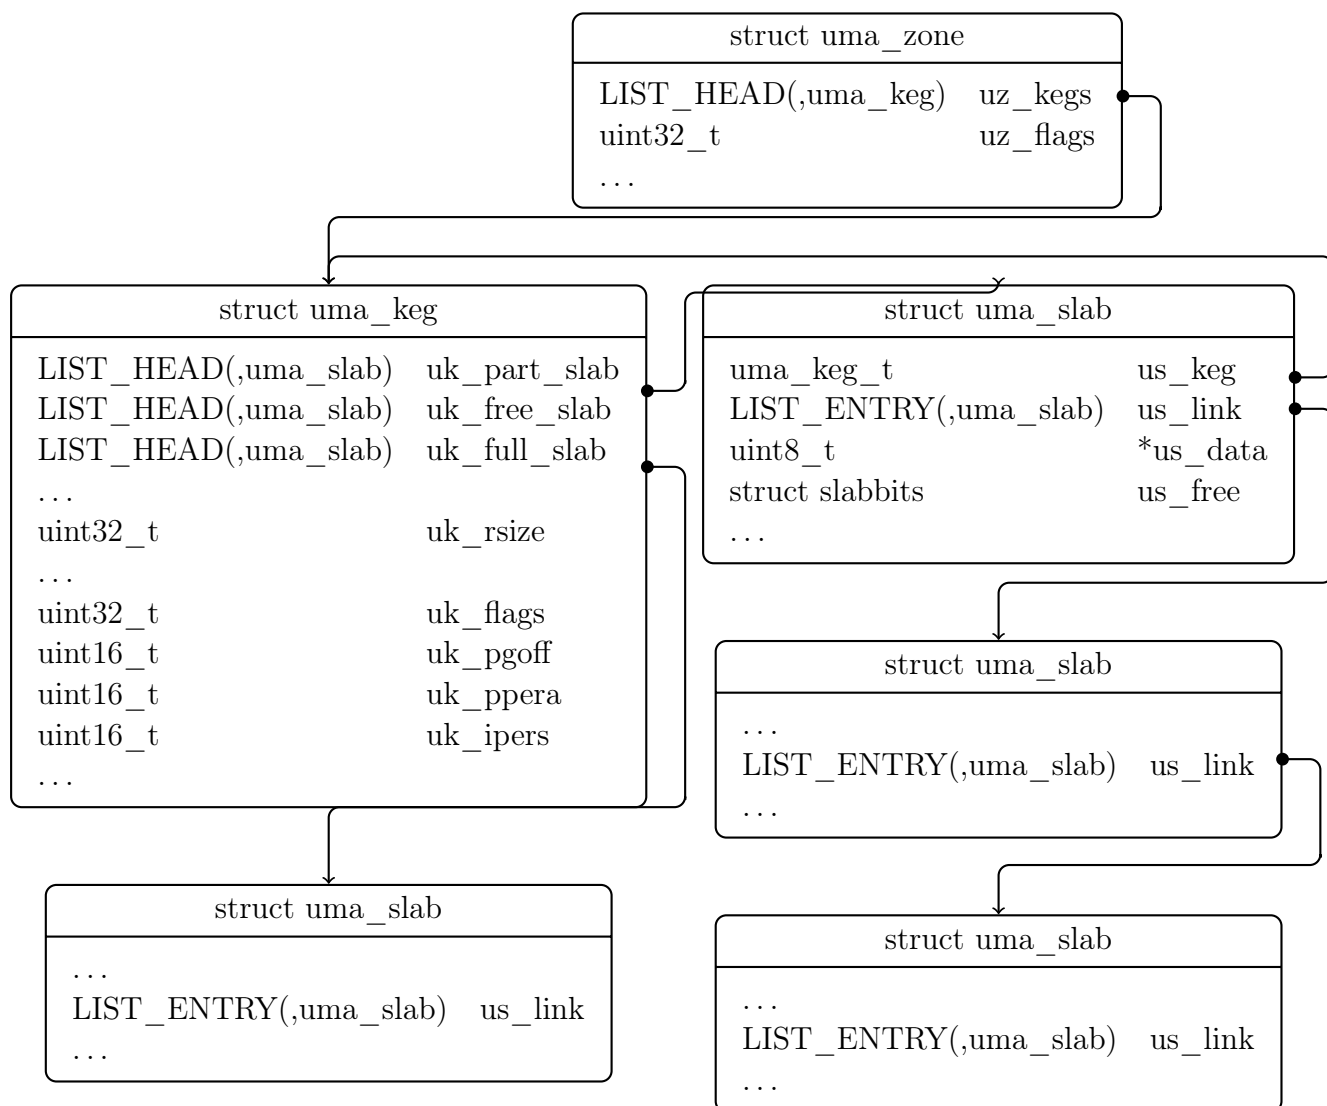 struct uma_zone
LIST_HEAD(,uma_keg) uz_kegs
uint32_t uz_flags
...
struct uma_keg
LIST_HEAD(,uma_slab) uk_part_slab
LIST_HEAD(,uma_slab) uk_free_slab
LIST_HEAD(,uma_slab) uk_full_slab
...
uint32_t uk_rsize
...
uint32_t uk_flags
uint16_t uk_pgoff
uint16_t uk_ppera
uint16_t uk_ipers
...
struct uma_slab
uma_keg_t us_keg
LIST_ENTRY(,uma_slab) us_link
uint8_t *us_data
struct slabbits us_free
...
struct uma_slab
...
LIST_ENTRY(,uma_slab) us_link
...
struct uma_slab
...
LIST_ENTRY(,uma_slab) us_link
...
struct uma_slab
...
LIST_ENTRY(,uma_slab) us_link
...